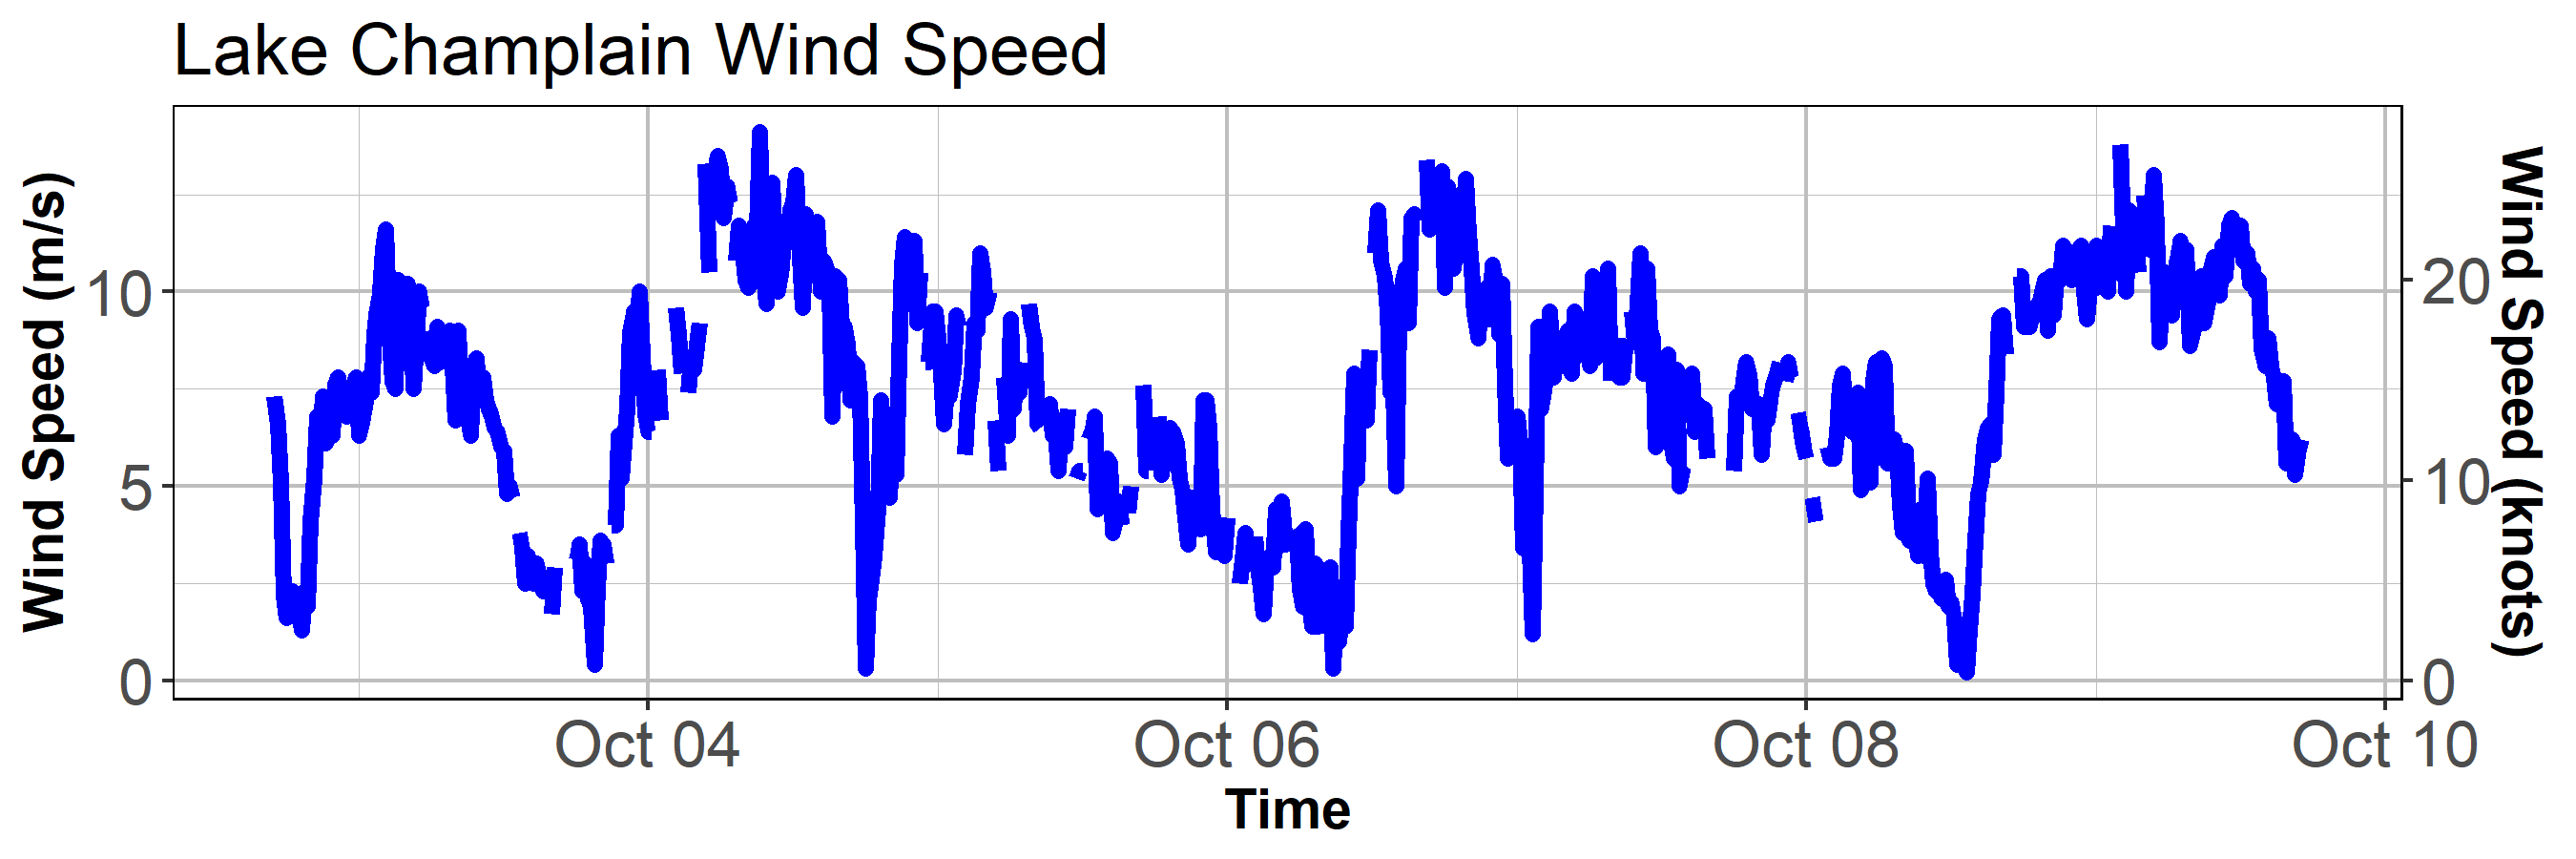 Lake Champlain Wind Speed
Wind Speed (m/s)
10
5
0
20
10
0
Wind Speed (knots)
Oct 04
Oct 06
Oct 08
Oct 10
Time